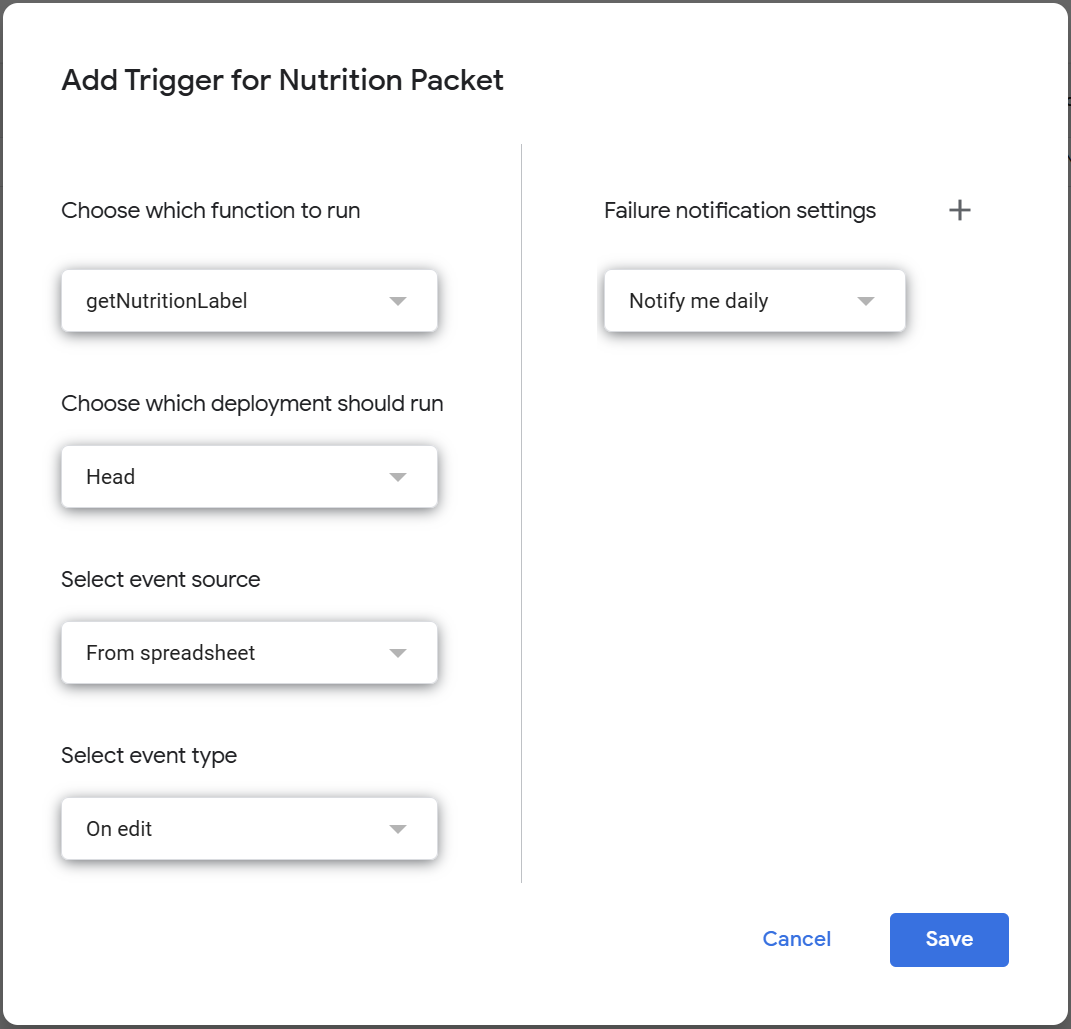 Add Trigger for Nutrition Packet
Choose which function to run
getNutritionLabel
Choose which deployment should run
Head
Select event source
From spreadsheet
Select event type
On edit
Failure notification settings
Notify me daily
Cancel
Save